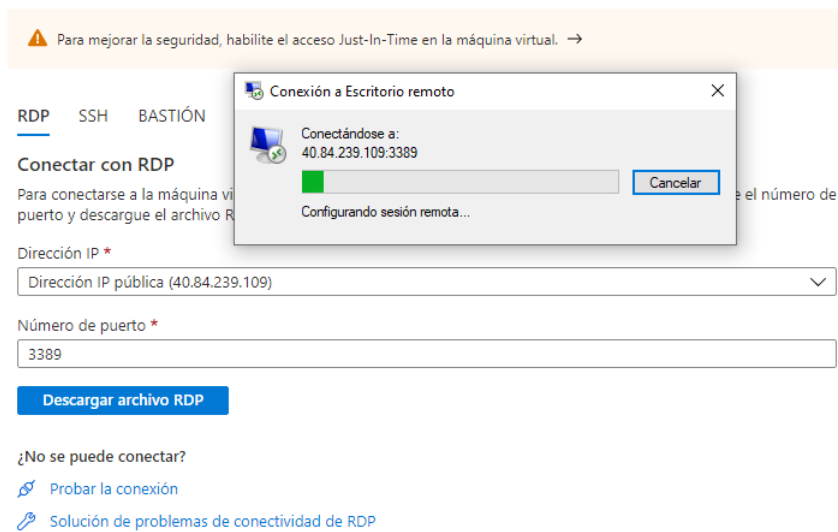 Para mejorar la seguridad, habilite el acceso Just-In-Time en la máquina virtual. →
Conexión a Escritorio remoto
Conectándose a:
40.84.239.109:3389
Cancelar
Configurando sesión remota...
RDP SSH BASTIÓN
Conectar con RDP
Para conectarse a la máquina vi
e el número de
puerto y descargue el archivo R
Dirección IP *
Dirección IP pública (40.84.239.109)
Número de puerto *
3389
Descargar archivo RDP
¿No se puede conectar?
Probar la conexión
Solución de problemas de conectividad de RDP